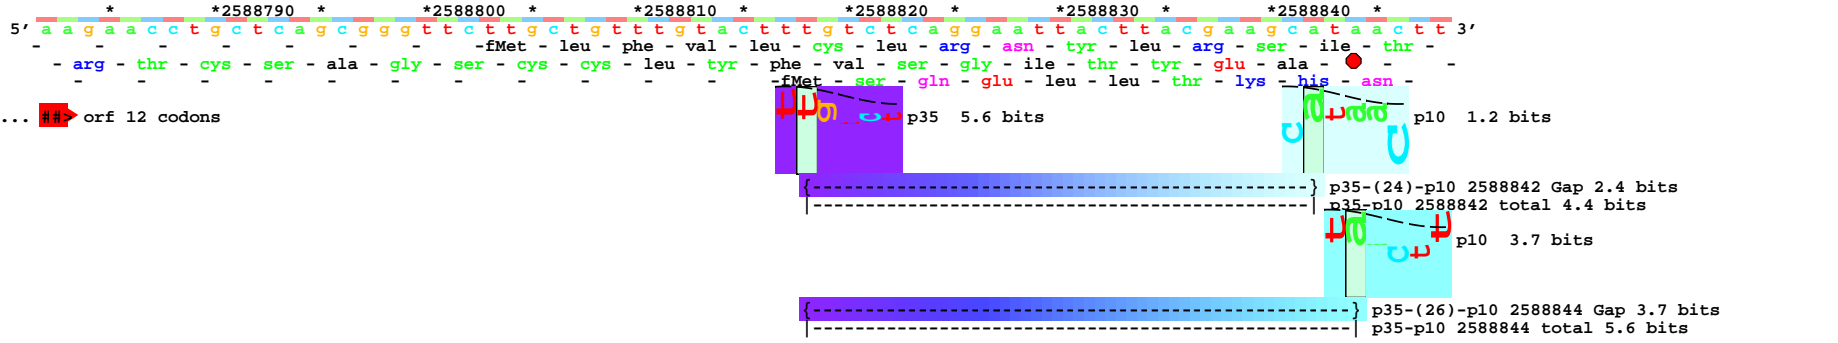 * *2588790 * *2588800 * *2588810 * *2588820 * *2588830 * *2588840 *
5' a a g a a c c t g c t c a g c g g g t t c t t g c t g t t t g t a c t t t g t c t c a g g a a t t a c t t a c g a a g c a t a a c t t 3'
- - - - - - - -fMet - leu - phe - val - leu - cys - leu - arg - asn - tyr - leu - arg - ser - ile - thr -
- arg - thr - cys - ser - ala - gly - ser - cys - cys - leu - tyr - phe - val - ser - gly - ile - thr - tyr - glu - ala - - -
- - - - - - - - - - - -fMet - ser - gln - glu - leu - leu - thr - lys - his - asn -
... ##> orf 12 codons
t t g c t p35 5.6 bits
c a t a a c p10 1.2 bits
{------------------------} p35-(24)-p10 2588842 Gap 2.4 bits
|------------------------| p35-p10 2588842 total 4.4 bits
t a c t t p10 3.7 bits
{--------------------------} p35-(26)-p10 2588844 Gap 3.7 bits
|--------------------------| p35-p10 2588844 total 5.6 bits